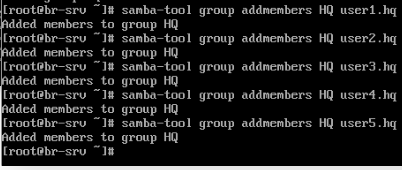 [root@br-srv ~]# samba-tool group addmembers HQ user1.hq
Added members to group HQ
[root@br-srv ~]# samba-tool group addmembers HQ user2.hq
Added members to group HQ
[root@br-srv ~]# samba-tool group addmembers HQ user3.hq
Added members to group HQ
[root@br-srv ~]# samba-tool group addmembers HQ user4.hq
Added members to group HQ
[root@br-srv ~]# samba-tool group addmembers HQ user5.hq
Added members to group HQ
[root@br-srv ~]#